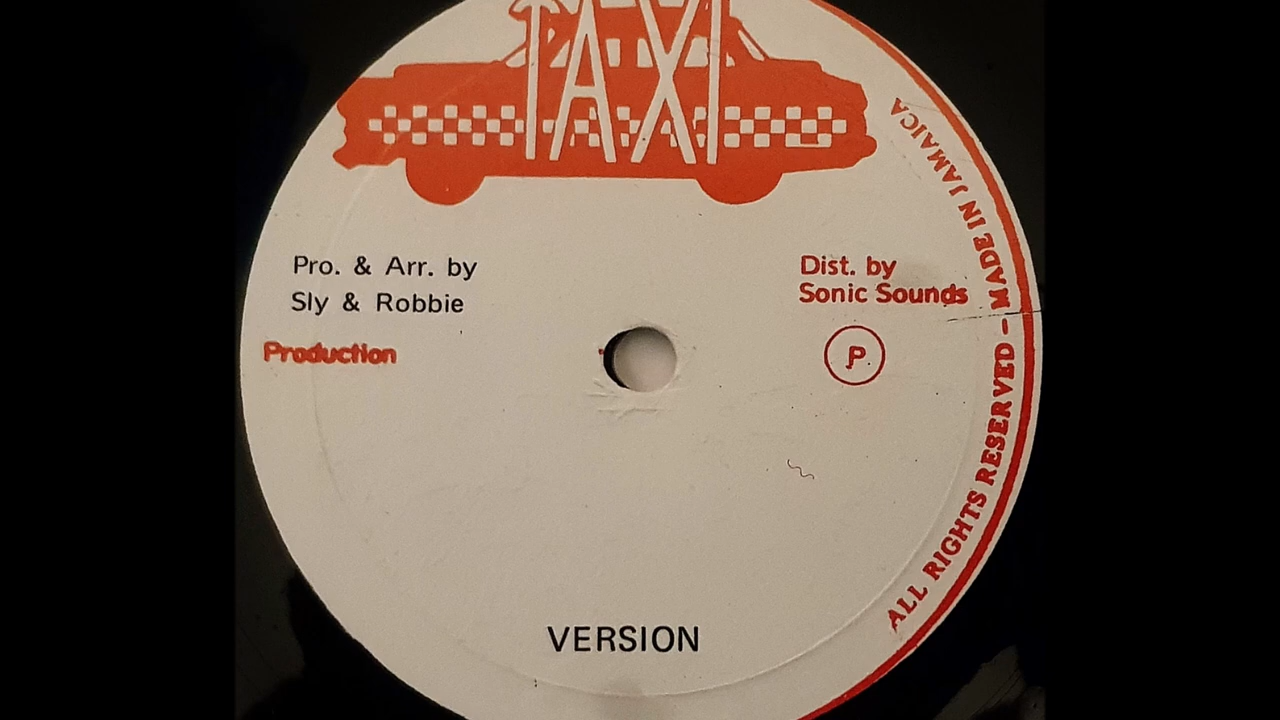 TAXI
Pro. & Arr. by
Sly & Robbie
Production
Dist. by
Sonic Sounds
P
ALL RIGHTS RESERVED - MADE IN JAMAICA
VERSION